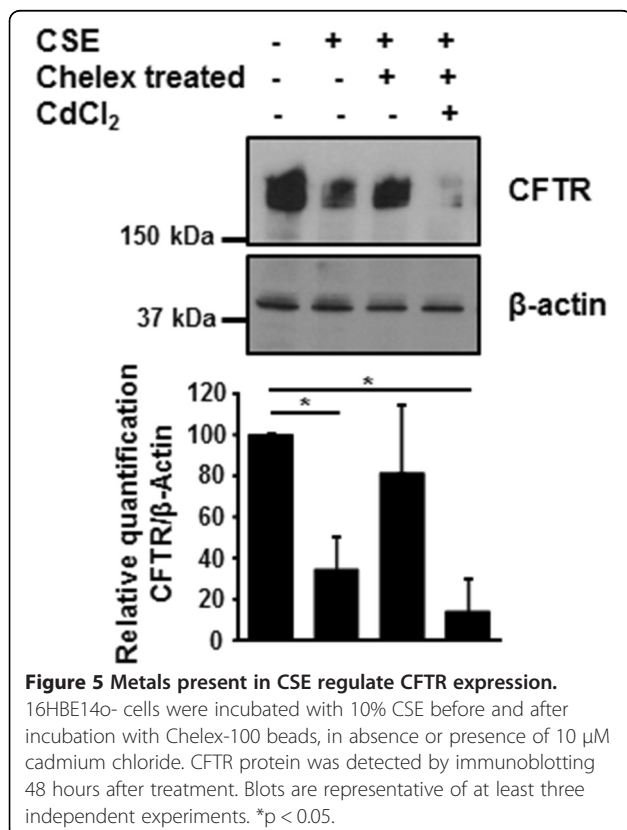 CSE - + + +
Chelex treated - - + +
CdCl₂ - - - +
CFTR
150 kDa
β-actin
37 kDa
120
100
80
60
40
20
0
* *
Relative quantification
CFTR/β-Actin
Figure 5 Metals present in CSE regulate CFTR expression.
16HBE14o- cells were incubated with 10% CSE before and after
incubation with Chelex-100 beads, in absence or presence of 10 μM
cadmium chloride. CFTR protein was detected by immunoblotting
48 hours after treatment. Blots are representative of at least three
independent experiments. *p < 0.05.